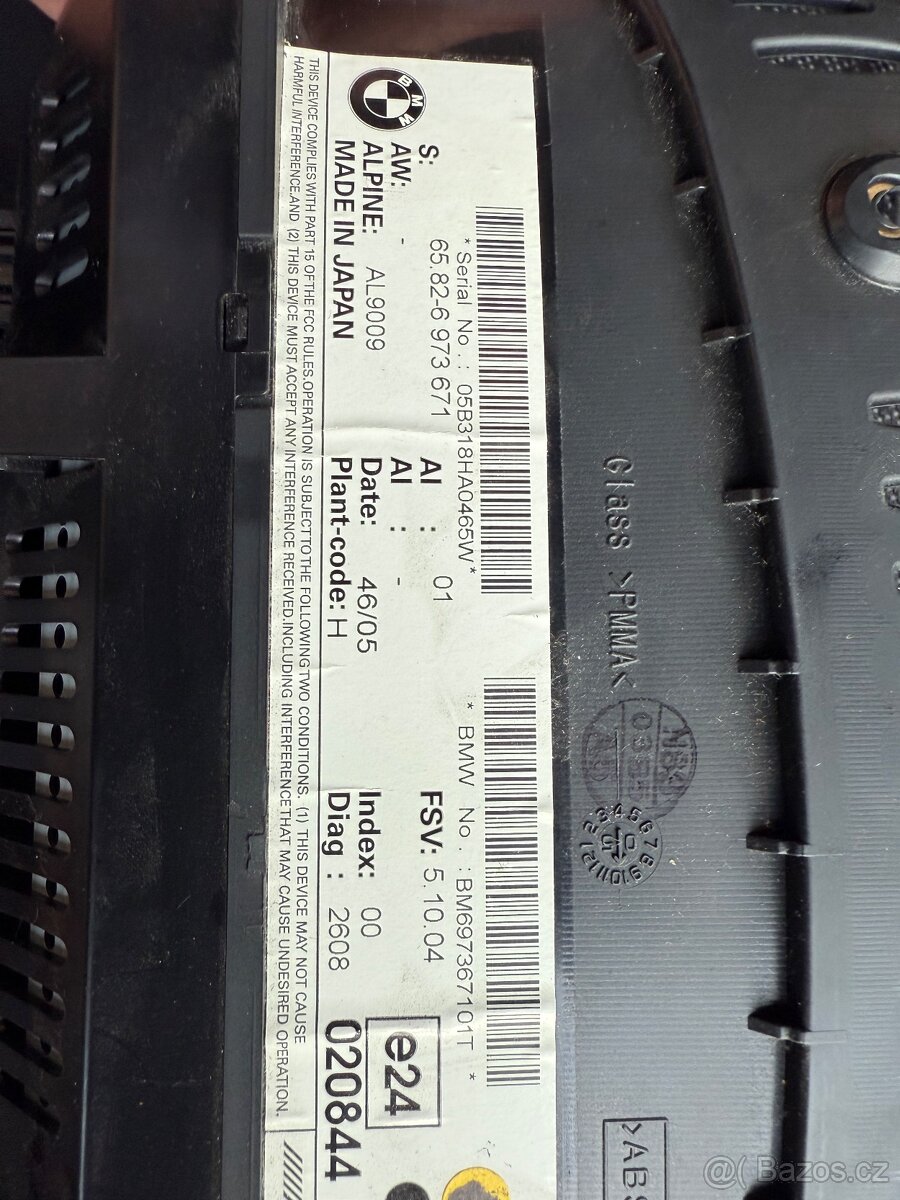 Glass >PMMA<
>ABS
* Serial No.: 05B318HA0465W*
* BMW No.:BM697367101T *
S: 65.82-6 973 671 AI : 01 FSV: 5.10.04
AW: - AI : -
ALPINE: AL9009 Date: 46/05 Index: 00
MADE IN JAPAN Plant-code: H Diag : 2608
e24
020844
BMW
THIS DEVICE COMPLIES WITH PART 15 OF THE FCC RULES.OPERATION IS SUBJECT TO THE FOLLOWING TWO CONDITIONS. (1) THIS DEVICE MAY NOT CAUSE
HARMFUL INTERFERENCE.AND (2) THIS DEVICE MUST ACCEPT ANY INTERFERENCE RECEIVED.INCLUDING INTERFERENCE THAT MAY CAUSE UNDESIRED OPERATION.
@( Bazos.cz